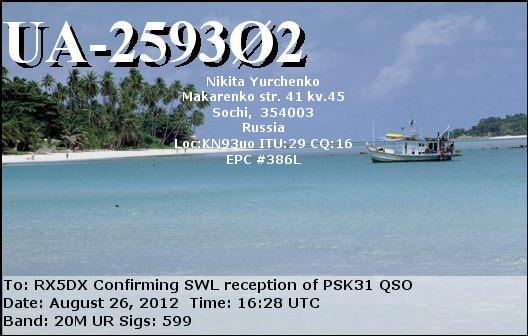 UA-2593Ø2
Nikita Yurchenko
Makarenko str. 41 kv.45
Sochi, 354003
Russia
Loc:KN93uo ITU:29 CQ:16
EPC #386L
To: RX5DX Confirming SWL reception of PSK31 QSO
Date: August 26, 2012 Time: 16:28 UTC
Band: 20M UR Sigs: 599